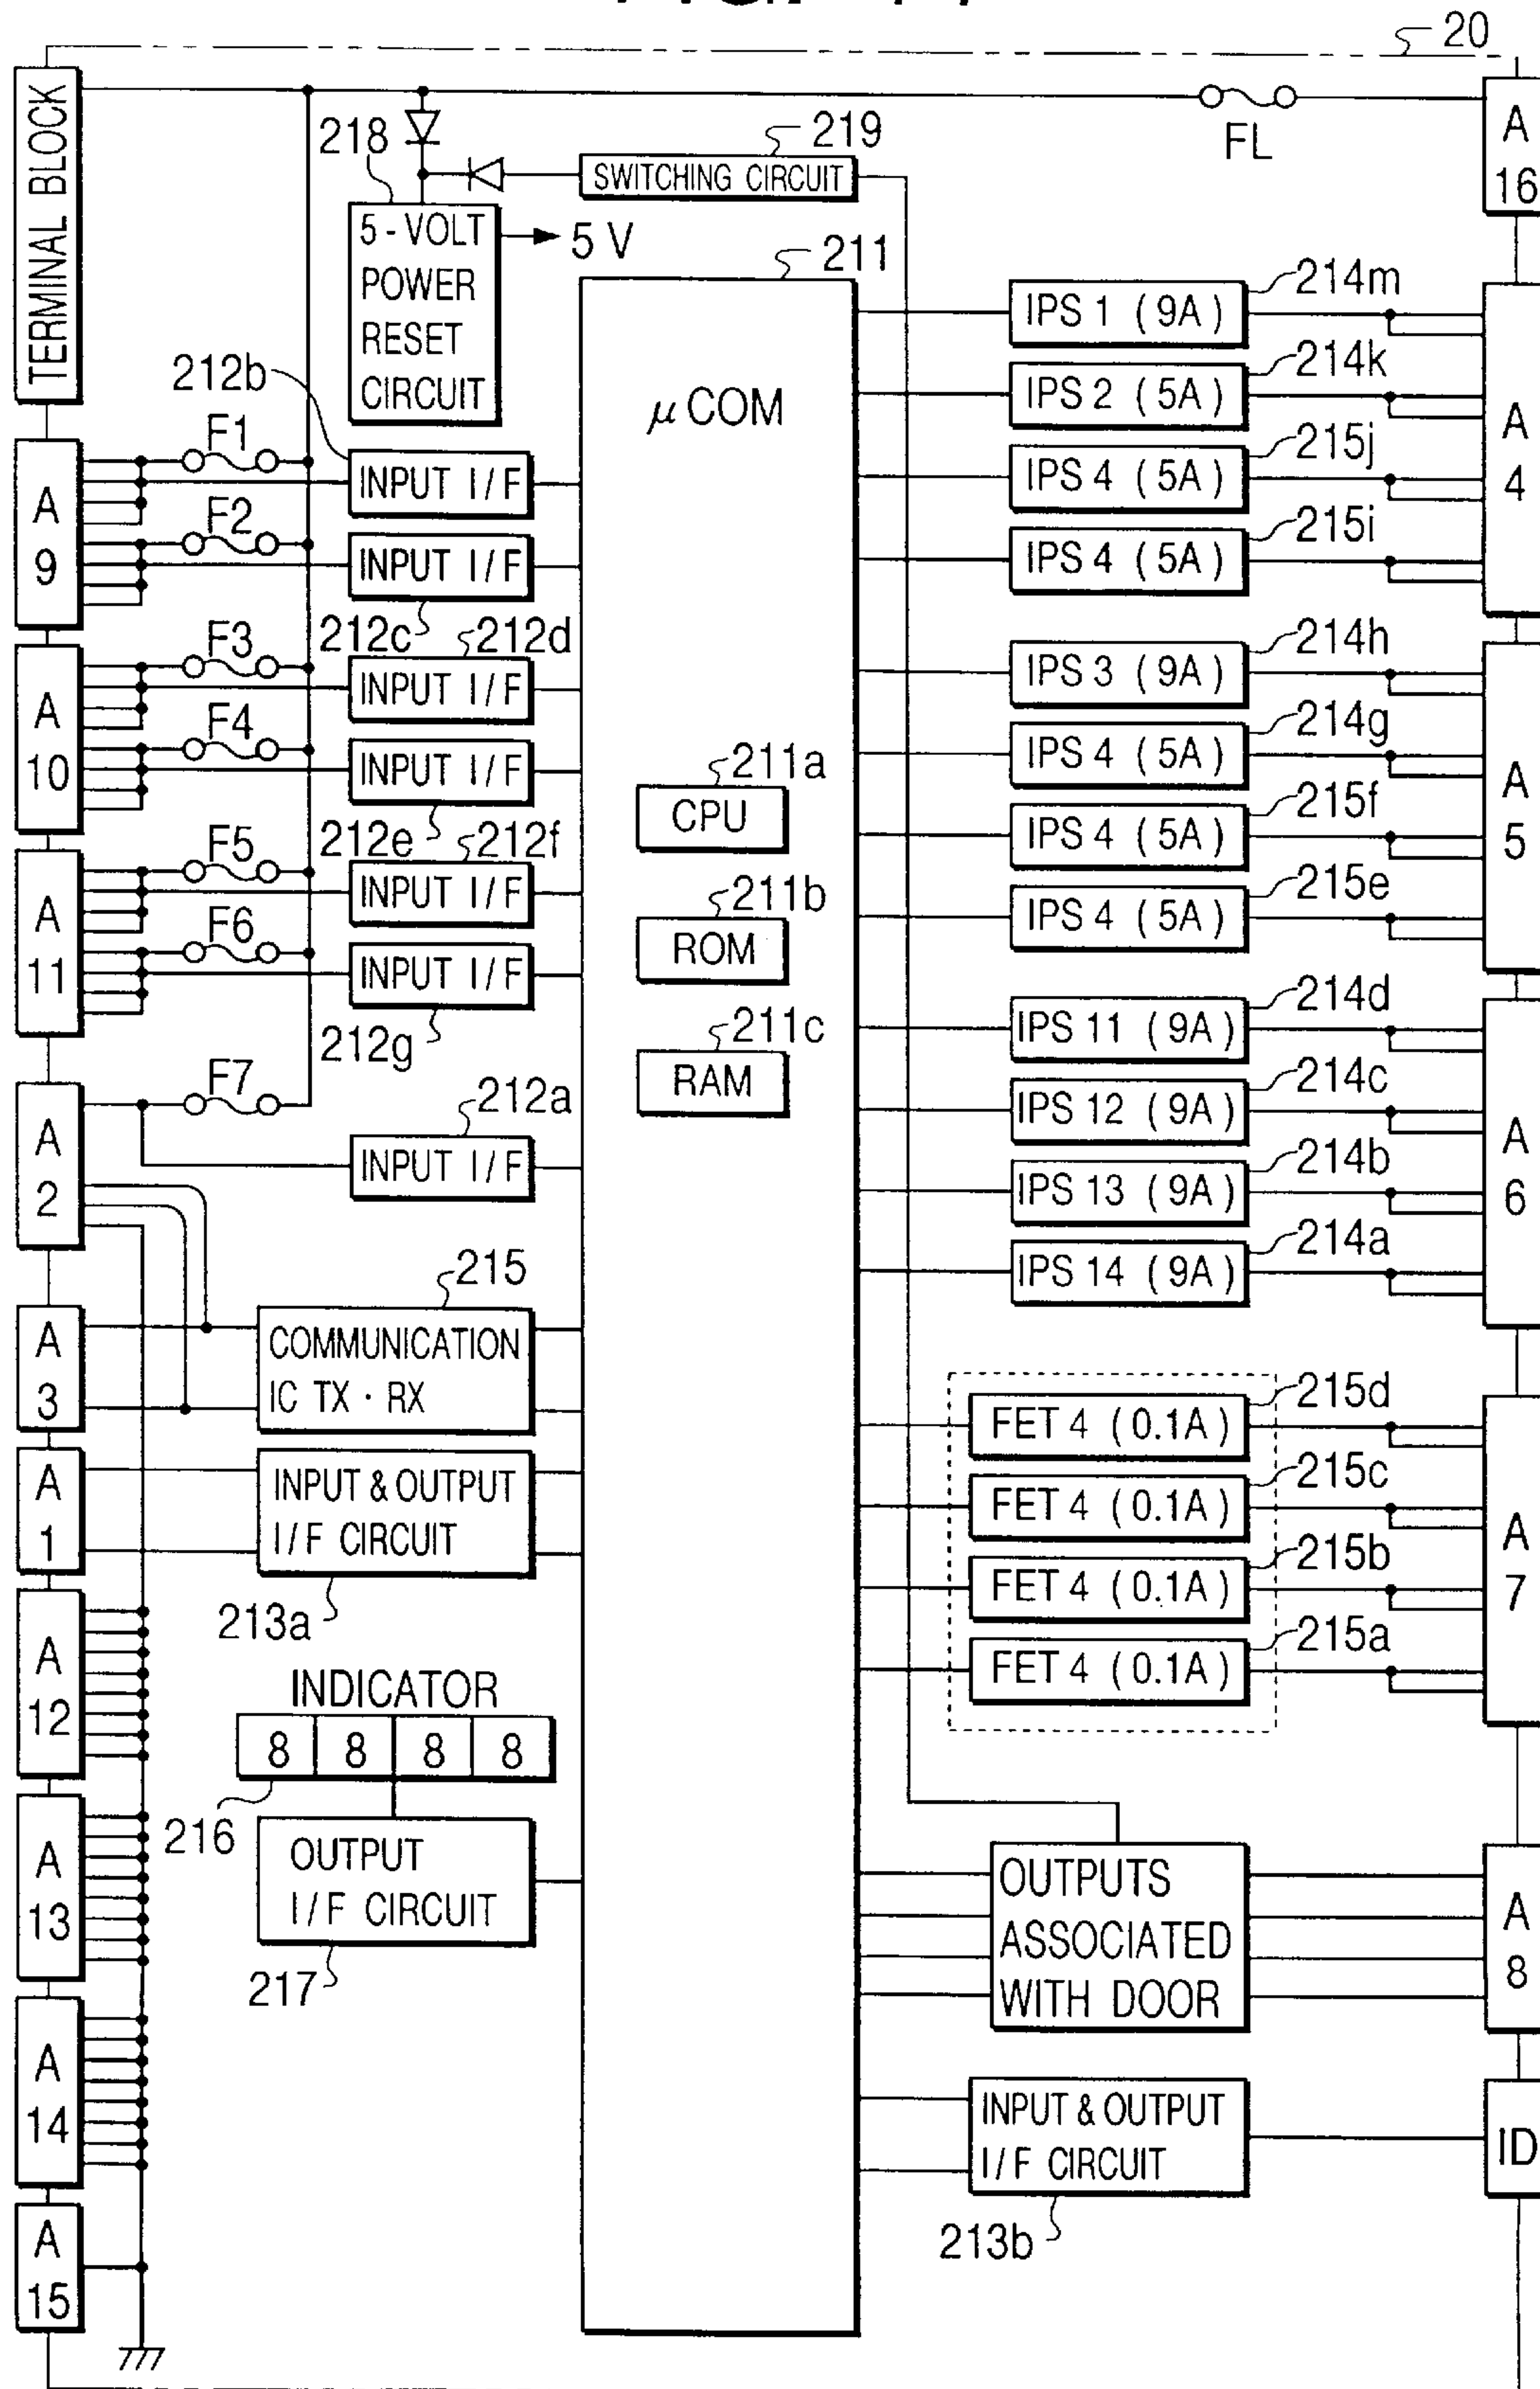 20
TERMINAL BLOCK
FL
A
16
218
219
SWITCHING CIRCUIT
5-VOLT
POWER
RESET
CIRCUIT
5 V
211
μ COM
211a
CPU
211b
ROM
211c
RAM
212b
A
9
F1
INPUT I/F
F2
INPUT I/F
212c
212d
A
10
F3
INPUT I/F
F4
INPUT I/F
212e
212f
A
11
F5
INPUT I/F
F6
INPUT I/F
212g
A
2
F7
212a
INPUT I/F
215
A
3
COMMUNICATION
IC TX · RX
A
1
INPUT & OUTPUT
I/F CIRCUIT
213a
A
12
INDICATOR
8 8 8 8
216
A
13
OUTPUT
I/F CIRCUIT
217
A
14
A
15
IPS 1 (9A)
214m
IPS 2 (5A)
214k
IPS 4 (5A)
215j
IPS 4 (5A)
215i
A
4
IPS 3 (9A)
214h
IPS 4 (5A)
214g
IPS 4 (5A)
215f
IPS 4 (5A)
215e
A
5
IPS 11 (9A)
214d
IPS 12 (9A)
214c
IPS 13 (9A)
214b
IPS 14 (9A)
214a
A
6
FET 4 (0.1A)
215d
FET 4 (0.1A)
215c
FET 4 (0.1A)
215b
FET 4 (0.1A)
215a
A
7
OUTPUTS
ASSOCIATED
WITH DOOR
A
8
INPUT & OUTPUT
I/F CIRCUIT
213b
ID